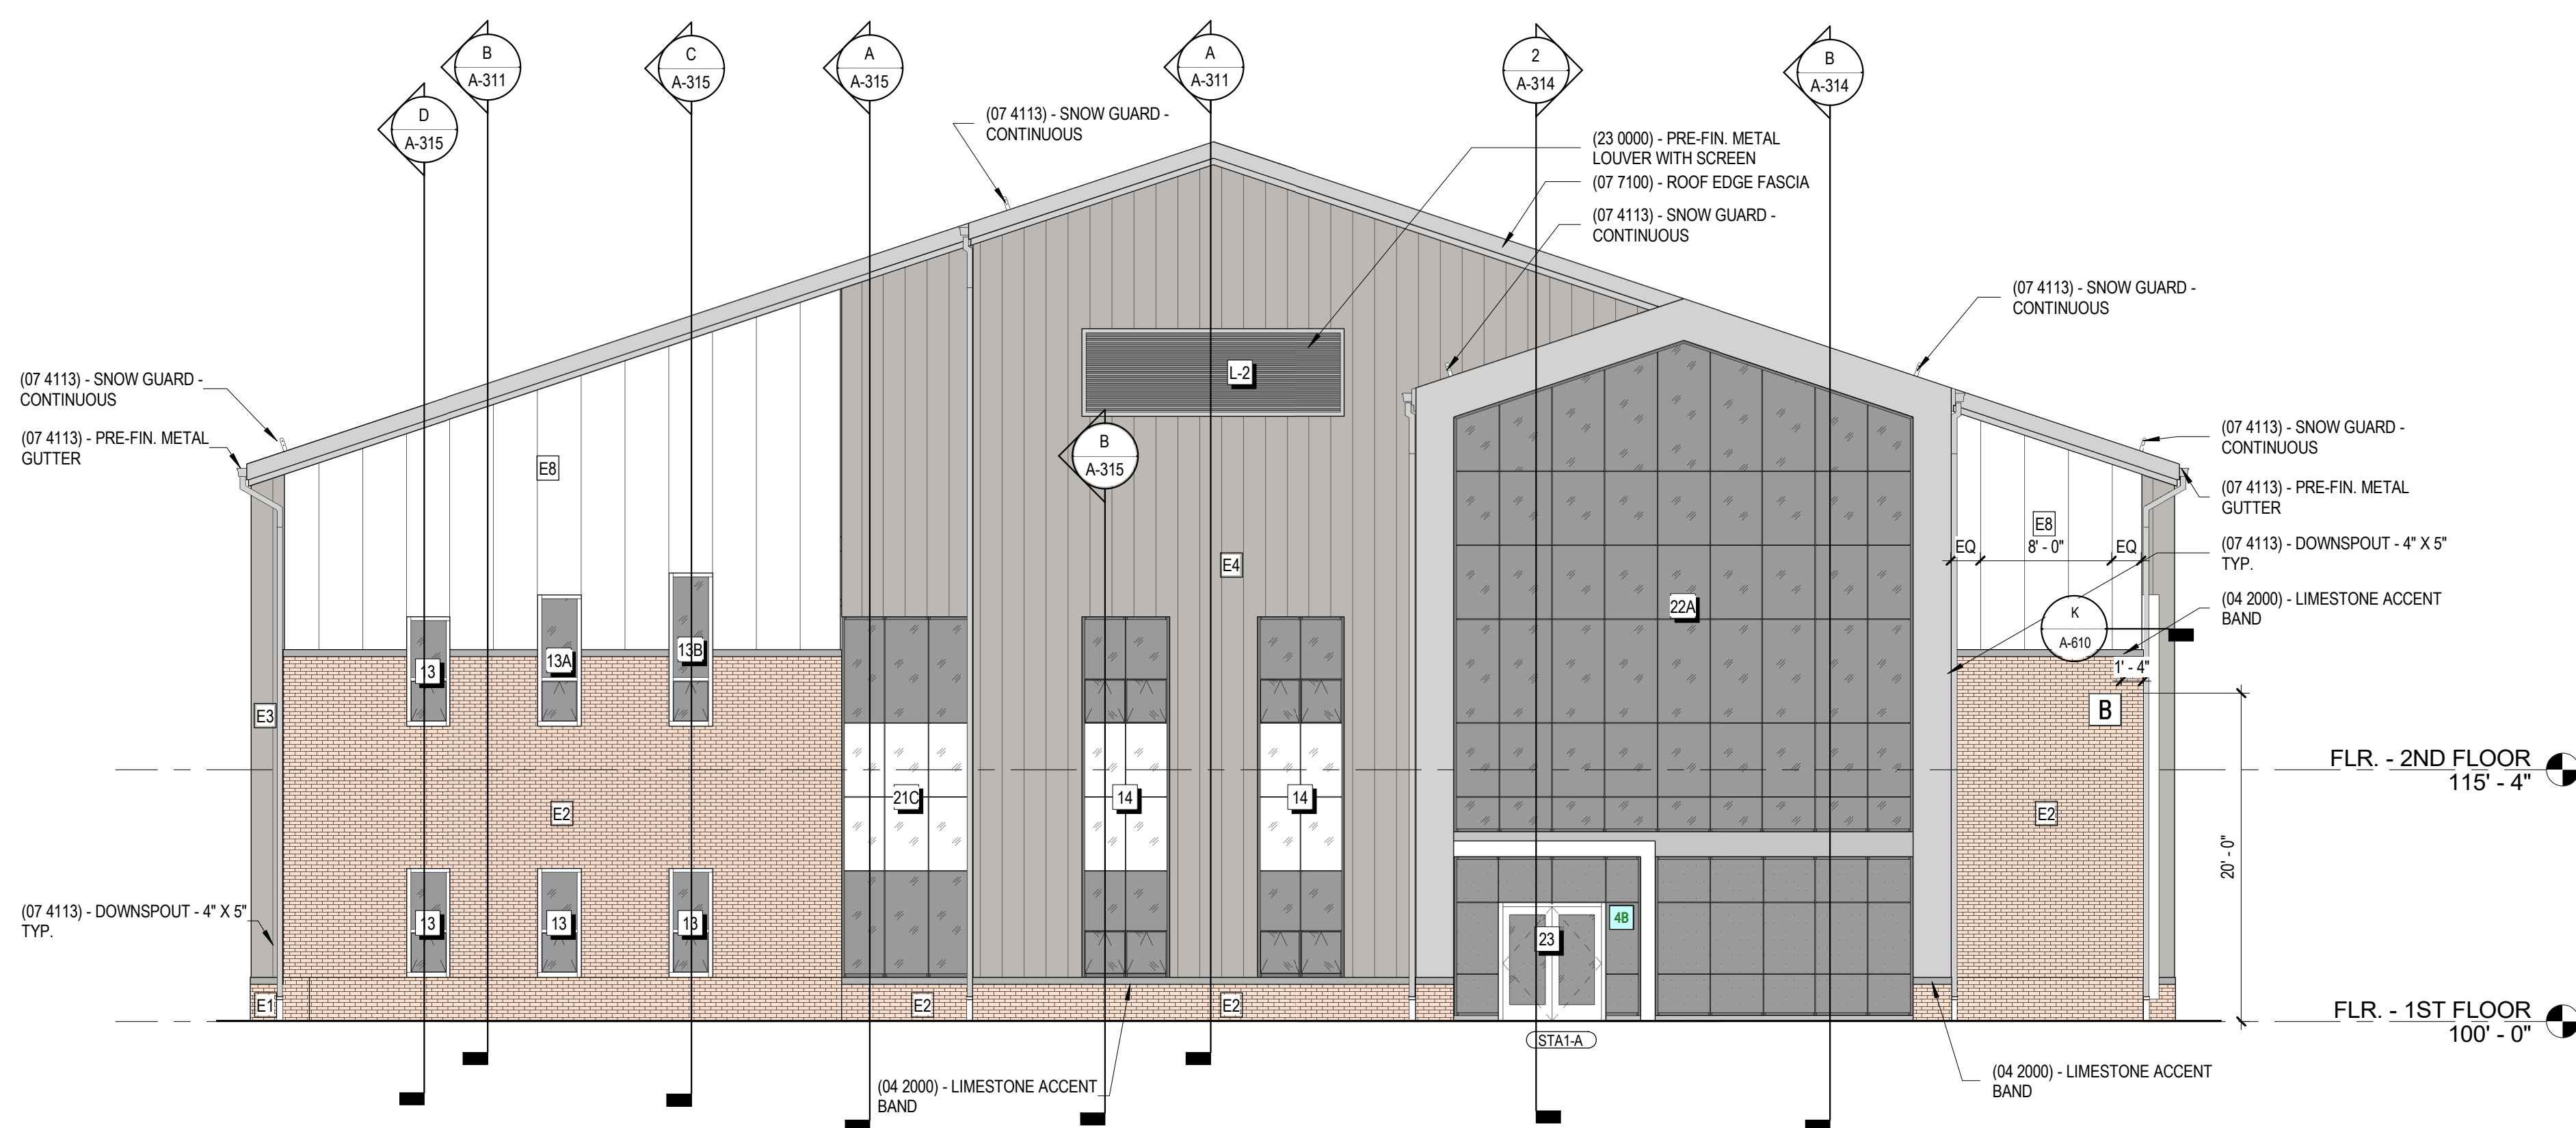 B
A-311
C
A-315
A
A-315
A
A-311
2
A-314
B
A-314
D
A-315
(07 4113) - SNOW GUARD -
CONTINUOUS
(23 0000) - PRE-FIN. METAL
LOUVER WITH SCREEN
(07 7100) - ROOF EDGE FASCIA
(07 4113) - SNOW GUARD -
CONTINUOUS
(07 4113) - SNOW GUARD -
CONTINUOUS
(07 4113) - SNOW GUARD -
CONTINUOUS
(07 4113) - PRE-FIN. METAL
GUTTER
L-2
B
A-315
E8
(07 4113) - SNOW GUARD -
CONTINUOUS
(07 4113) - PRE-FIN. METAL
GUTTER
E8
EQ
8' - 0"
EQ
(07 4113) - DOWNSPOUT - 4" X 5"
TYP.
(04 2000) - LIMESTONE ACCENT
BAND
E4
22A
K
A-610
1' - 4"
13
13A
13B
E3
B
FLR. - 2ND FLOOR
115' - 4"
E2
21C
14
14
E2
20' - 0"
(07 4113) - DOWNSPOUT - 4" X 5"
TYP.
13
13
13
4B
23
E1
E2
E2
FLR. - 1ST FLOOR
100' - 0"
STA1-A
(04 2000) - LIMESTONE ACCENT
BAND
(04 2000) - LIMESTONE ACCENT
BAND